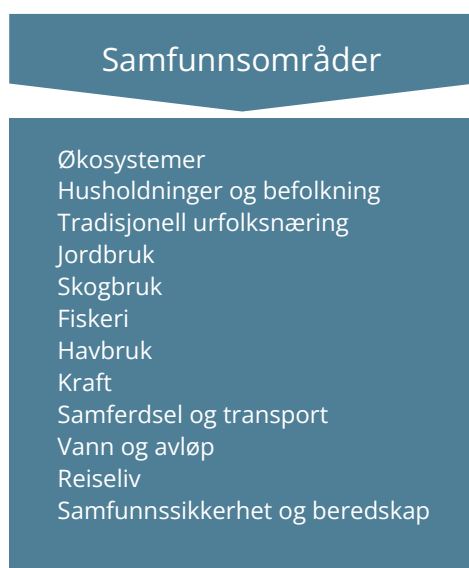 Samfunnsområder
Økosystemer
Husholdninger og befolkning
Tradisjonell urfolksnæring
Jordbruk
Skogbruk
Fiskeri
Havbruk
Kraft
Samferdsel og transport
Vann og avløp
Reiseliv
Samfunnssikkerhet og beredskap